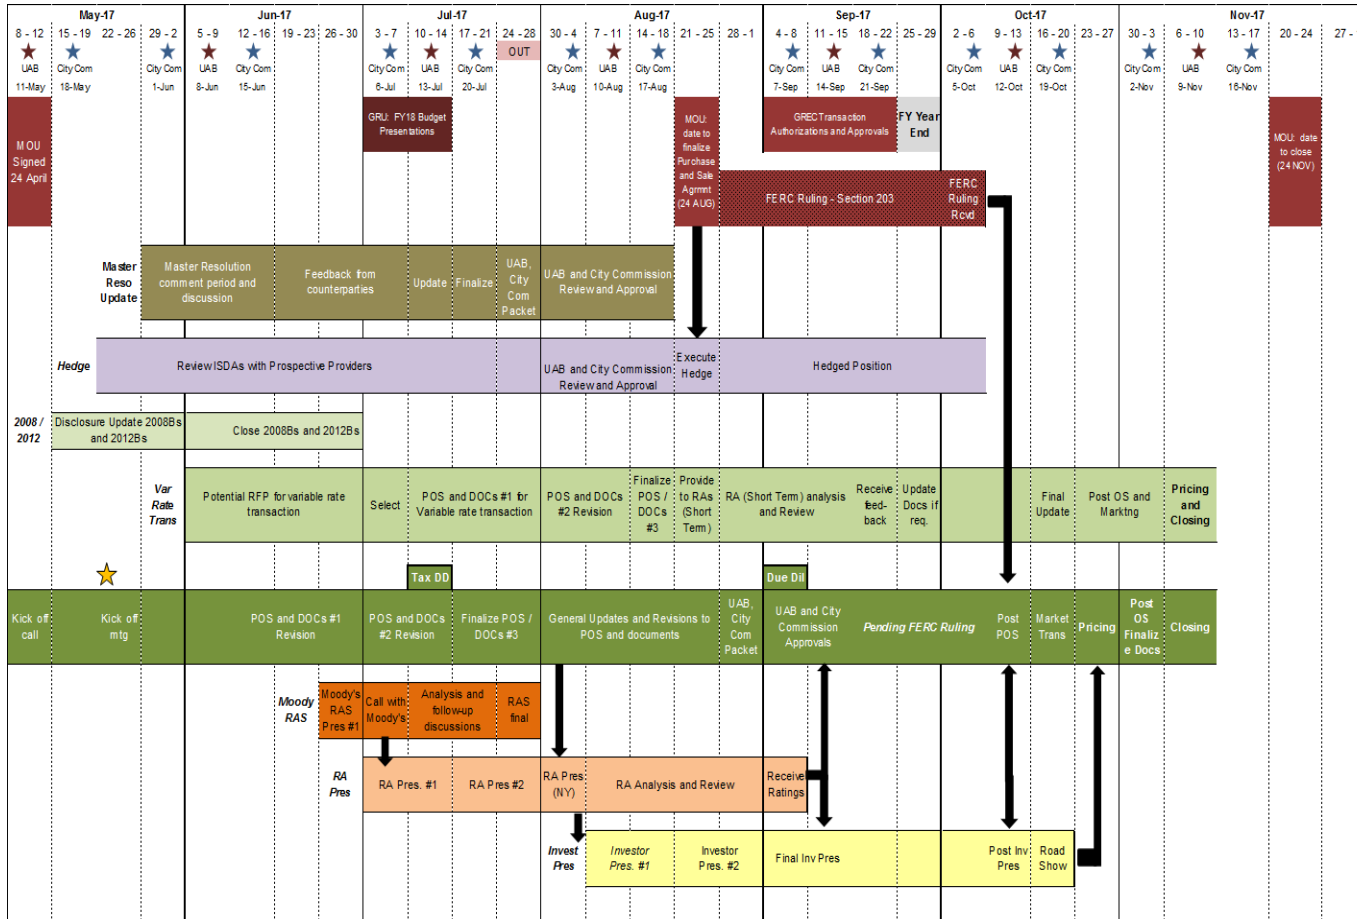 May-17 Jun-17 Jul-17 Aug-17 Sep-17 Oct-17 Nov-17
8 - 12 15 - 19 22 - 26 29 - 2 5 - 9 12 - 16 19 - 23 26 - 30 3 - 7 10 - 14 17 - 21 24 - 28 30 - 4 7 - 11 14 - 18 21 - 25 28 - 1 4 - 8 11 - 15 18 - 22 25 - 29 2 - 6 9 - 13 16 - 20 23 - 27 30 - 3 6 - 10 13 - 17 20 - 24 27 -
OUT
UAB City Com City Com UAB City Com City Com UAB City Com City Com UAB City Com City Com UAB City Com City Com UAB City Com City Com UAB City Com
11-May 18-May 1-Jun 8-Jun 15-Jun 6-Jul 13-Jul 20-Jul 3-Aug 10-Aug 17-Aug 7-Sep 14-Sep 21-Sep 5-Oct 12-Oct 19-Oct 2-Nov 9-Nov 16-Nov
MOU
Signed
24 April
GRU: FY18 Budget
Presentations
MOU:
date to
finalize
Purchase
and Sale
Agrmnt
(24 AUG)
GREC Transaction
Authorizations and Approvals
FY Year
End
MOU: date
to close
(24 NOV)
FERC Ruling - Section 203
FERC
Ruling
Rcvd
Master
Reso
Update
Master Resolution
comment period and
discussion
Feedback from
counterparties
Update
Finalize
UAB,
City
Com
Packet
UAB and City Commission
Review and Approval
Hedge
Review ISDAs with Prospective Providers
UAB and City Commission
Review and Approval
Execute
Hedge
Hedged Position
2008 /
2012
Disclosure Update 2008Bs
and 2012Bs
Close 2008Bs and 2012Bs
Var
Rate
Trans
Potential RFP for variable rate
transaction
Select
POS and DOCs #1 for
Variable rate transaction
POS and DOCs
#2 Revision
Finalize
POS /
DOCs
#3
Provide
to RAs
(Short
Term)
RA (Short Term) analysis
and Review
Receive
feed-
back
Update
Docs if
req.
Final
Update
Post OS and
Marktng
Pricing
and
Closing
Tax DD
Due Dil
Kick off
call
Kick off
mtg
POS and DOCs #1
Revision
POS and DOCs
#2 Revision
Finalize POS /
DOCs #3
General Updates and Revisions to
POS and documents
UAB,
City
Com
Packet
UAB and City
Commission
Approvals
Pending FERC Ruling
Post
POS
Market
Trans
Pricing
Post
OS
Finaliz
e Docs
Closing
Moody
RAS
Moody's
RAS
Pres #1
Call with
Moody's
Analysis and
follow-up
discussions
RAS
final
RA
Pres
RA Pres. #1
RA Pres #2
RA Pres
(NY)
RA Analysis and Review
Receive
Ratings
Invest
Pres
Investor
Pres. #1
Investor
Pres. #2
Final Inv Pres
Post Inv
Pres
Road
Show